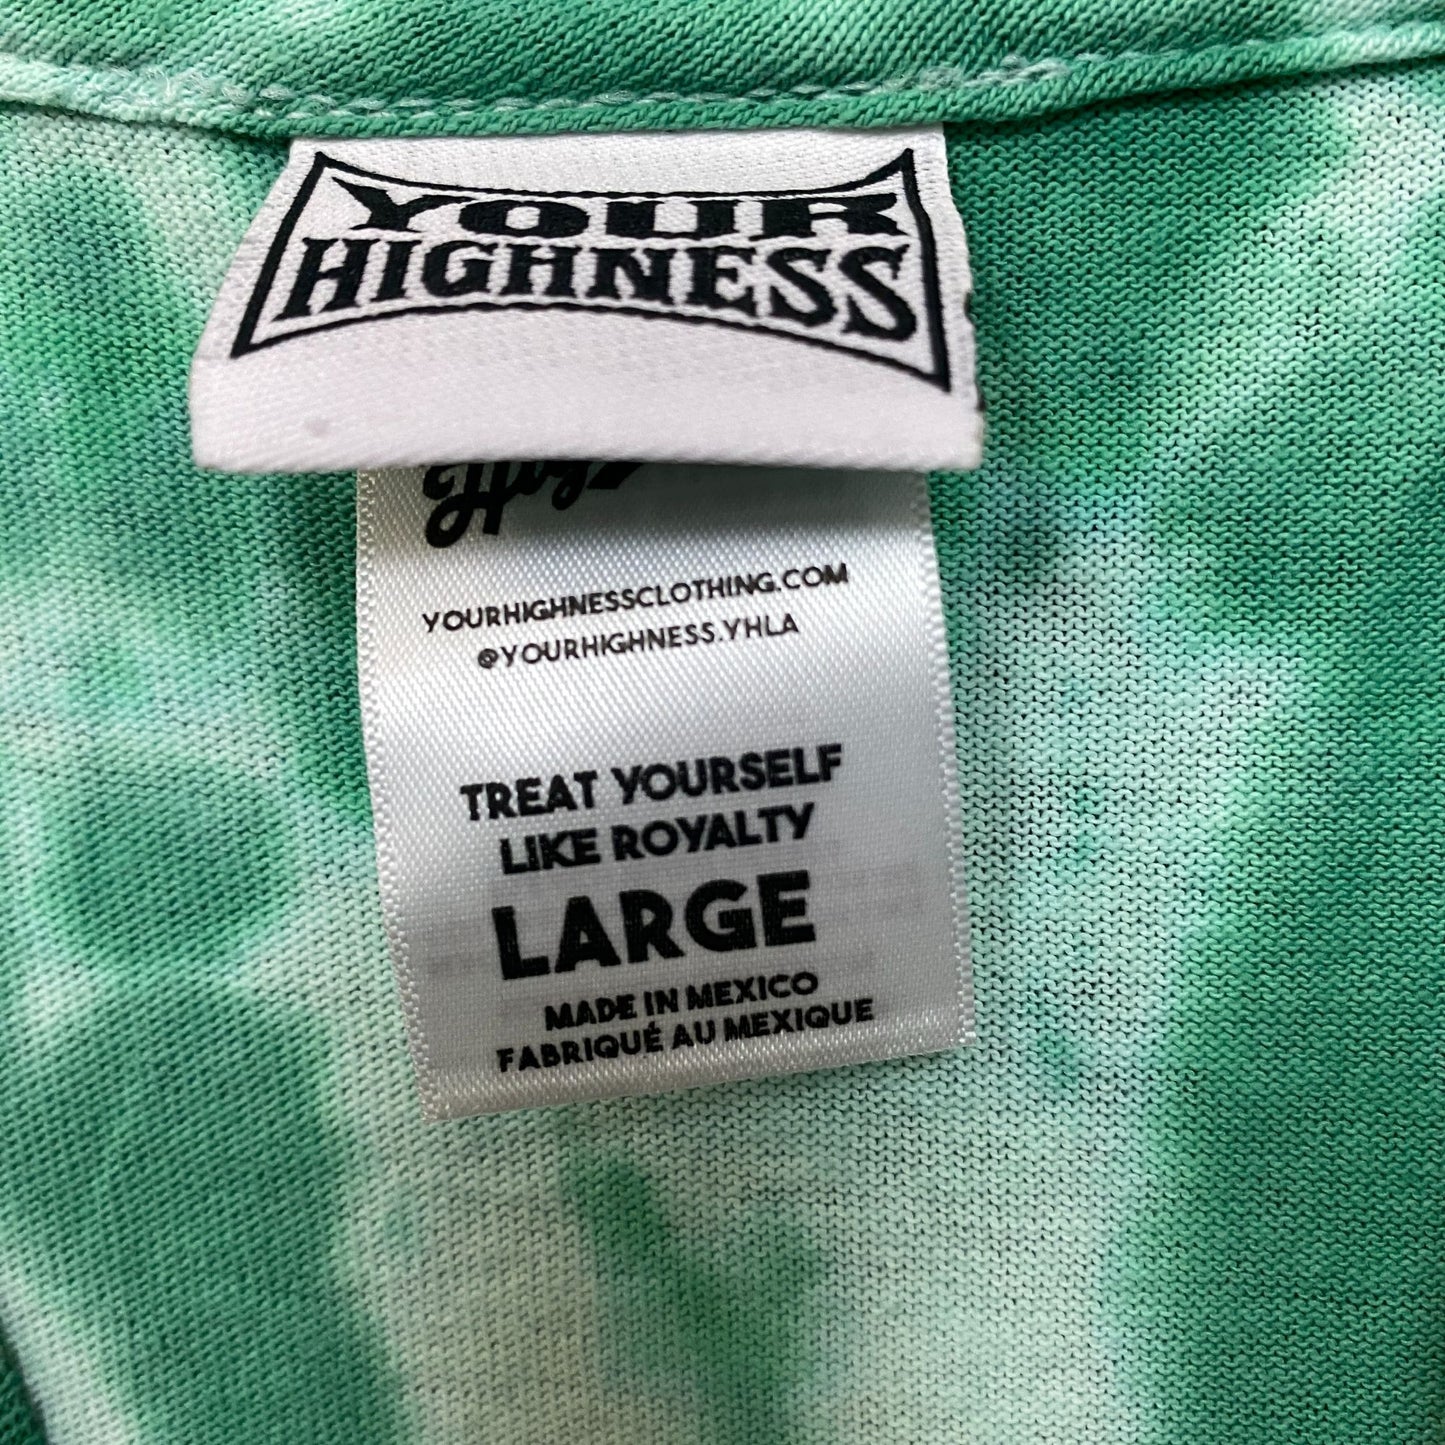 YOUR
HIGHNESS
YOURHIGHNESSCLOTHING.COM
@YOURHIGHNESS.YHLA
TREAT YOURSELF
LIKE ROYALTY
LARGE
MADE IN MEXICO
FABRIQUÉ AU MEXIQUE